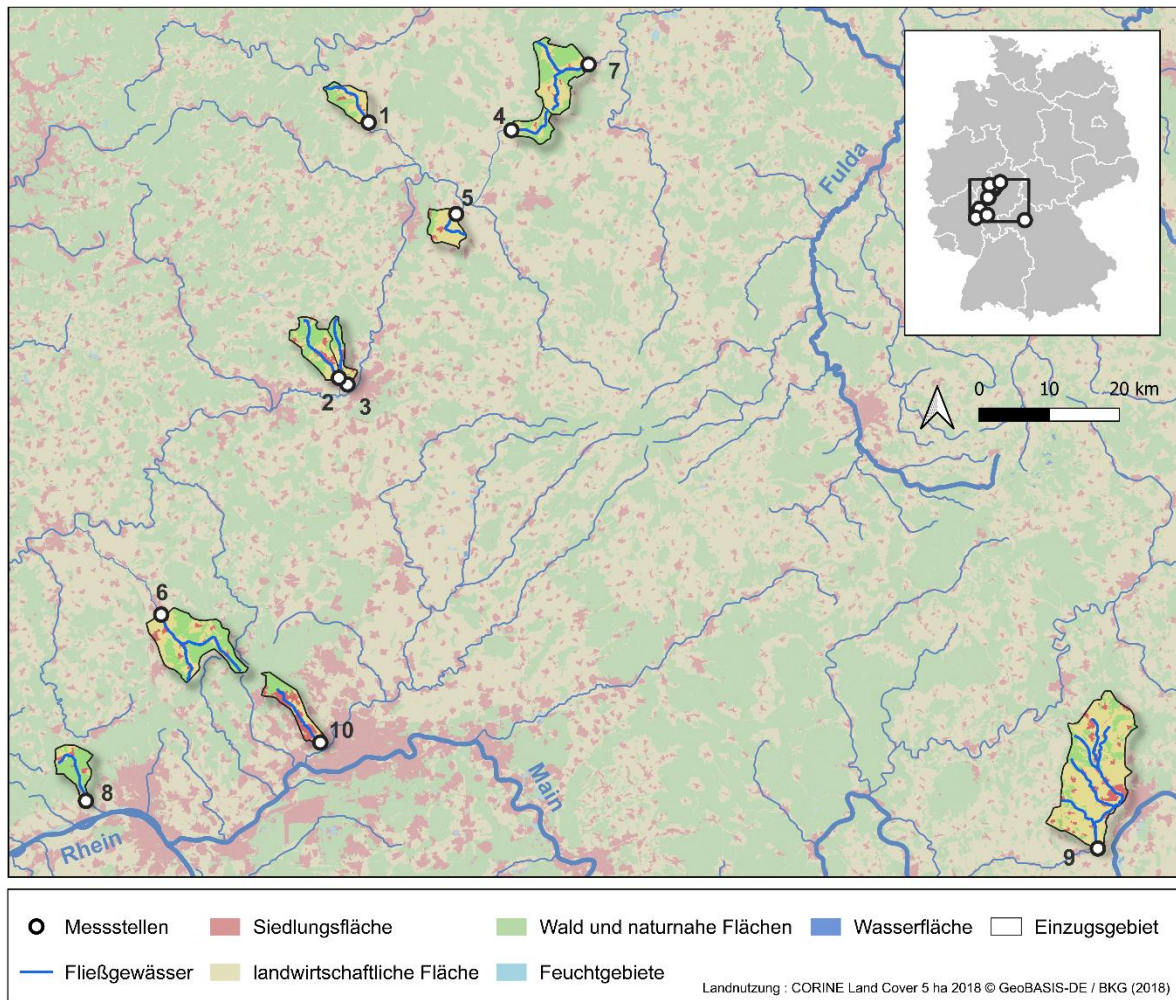 7
1
4
Fulda
5
0 10 20 km
2 3
6
10
Main
8
Rhein
9
Messstellen Siedlungsfläche Wald und naturnahe Flächen Wasserfläche Einzugsgebiet
Fließgewässer landwirtschaftliche Fläche Feuchtgebiete
Landnutzung : CORINE Land Cover 5 ha 2018 © GeoBASIS-DE / BKG (2018)